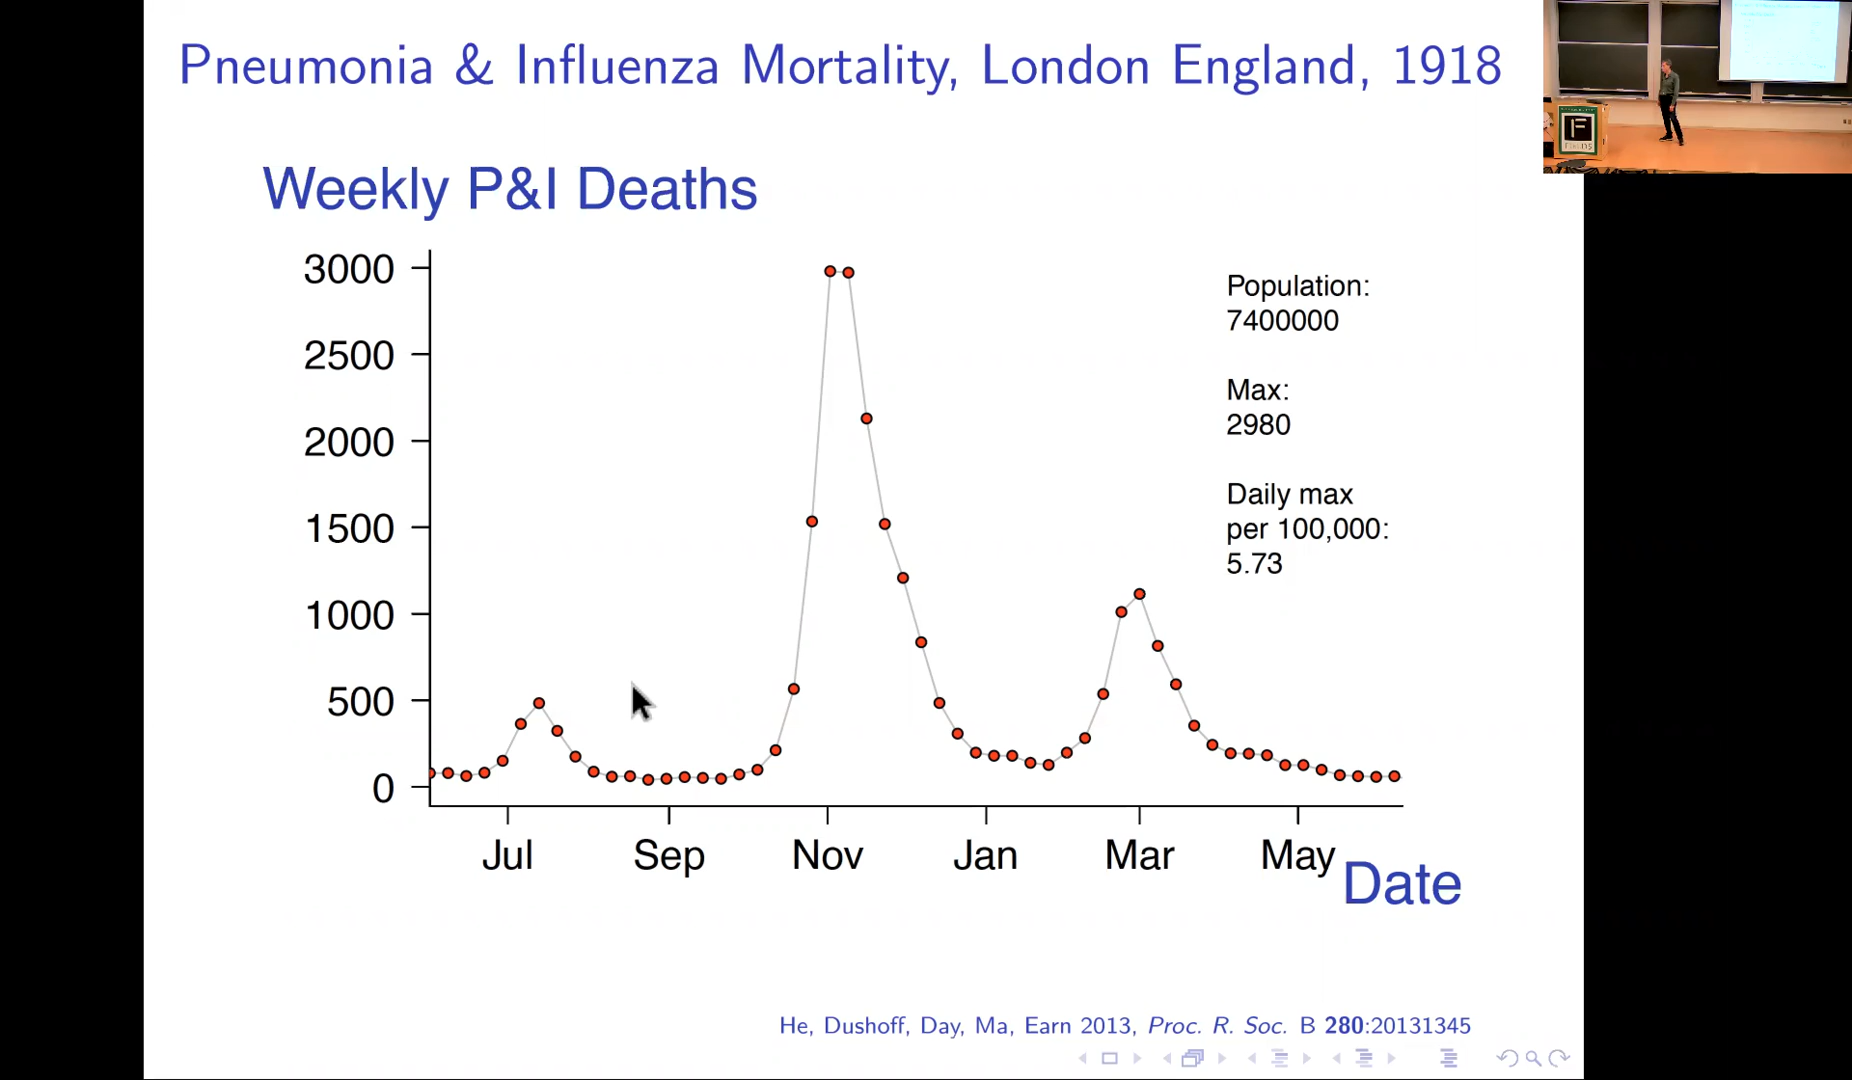 Pneumonia & Influenza Mortality, London England, 1918
Weekly P&I Deaths
3000
2500
2000
1500
1000
500
0
Population:
7400000
Max:
2980
Daily max
per 100,000:
5.73
Jul Sep Nov Jan Mar May
Date
He, Dushoff, Day, Ma, Earn 2013, Proc. R. Soc. B 280:20131345
F
FIELDS